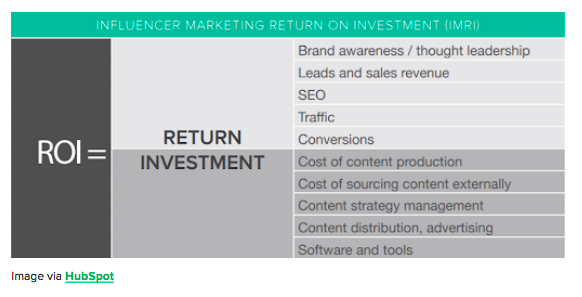 INFLUENCER MARKETING RETURN ON INVESTMENT (IMRI)
ROI =
RETURN
INVESTMENT
Brand awareness / thought leadership
Leads and sales revenue
SEO
Traffic
Conversions
Cost of content production
Cost of sourcing content externally
Content strategy management
Content distribution, advertising
Software and tools
Image via HubSpot